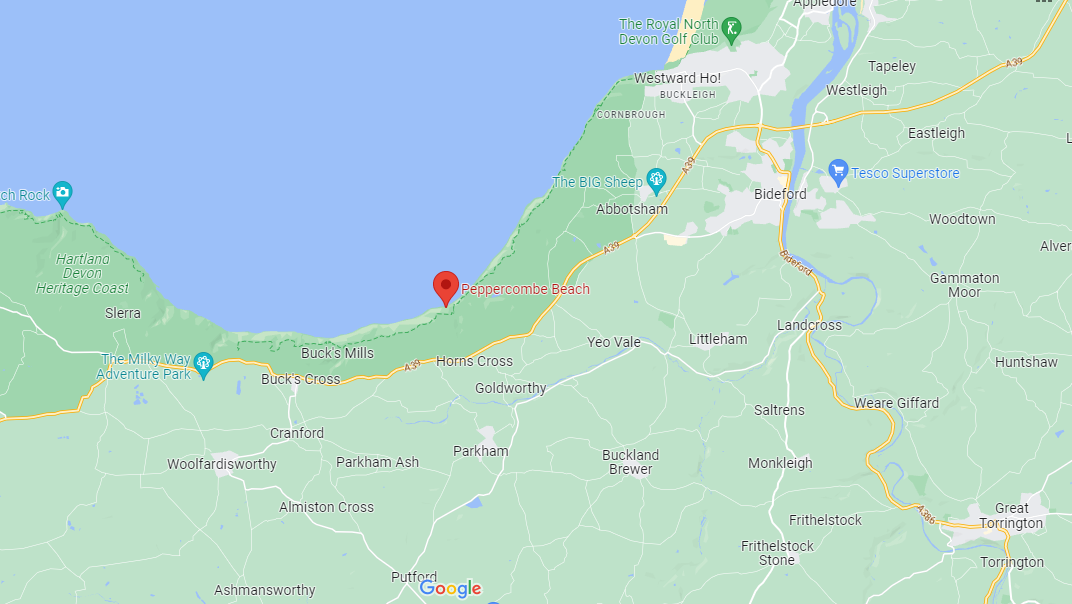 Appledore
The Royal North
Devon Golf Club
A39
Tapeley
Westward Ho!
Westleigh
BUCKLEIGH
CORNBROUGH
Eastleigh
A39
ch Rock
The BIG Sheep
Tesco Superstore
Bideford
Abbotsham
Woodtown
A39
Alver
Hartland
Devon
Heritage Coast
Bideford
Gammaton
Moor
Peppercombe Beach
Slerra
Landcross
Littleham
Yeo Vale
Buck's Mills
The Milky Way
Adventure Park
A39
Horns Cross
Huntshaw
Buck's Cross
Goldworthy
Weare Giffard
Saltrens
Cranford
Parkham
Buckland
Brewer
Woolfardisworthy
Parkham Ash
Monkleigh
Almiston Cross
Great
Torrington
A386
Frithelstock
Frithelstock
Stone
Torrington
Putford
Ashmansworthy
Google